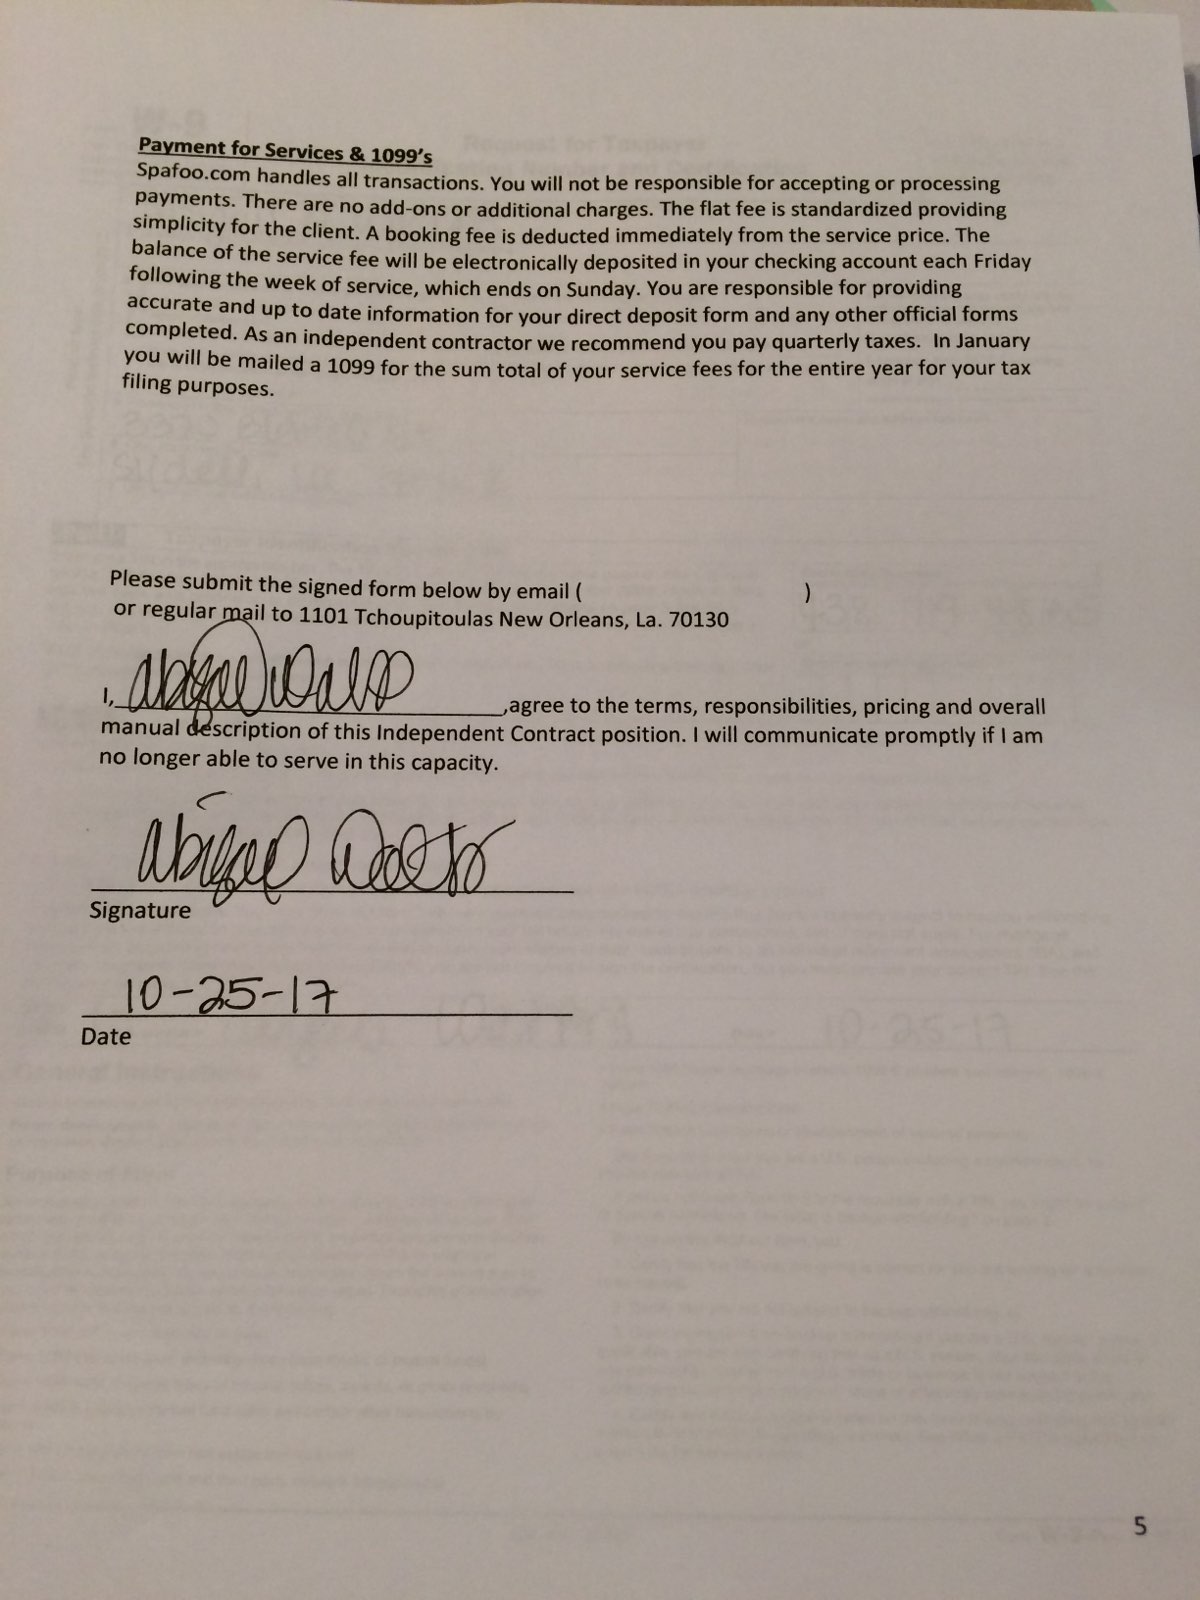 Payment for Services & 1099's
Spafoo.com handles all transactions. You will not be responsible for accepting or processing
payments. There are no add-ons or additional charges. The flat fee is standardized providing
simplicity for the client. A booking fee is deducted immediately from the service price. The
balance of the service fee will be electronically deposited in your checking account each Friday
following the week of service, which ends on Sunday. You are responsible for providing
accurate and up to date information for your direct deposit form and any other official forms
completed. As an independent contractor we recommend you pay quarterly taxes. In January
you will be mailed a 1099 for the sum total of your service fees for the entire year for your tax
filing purposes.
Please submit the signed form below by email ( )
or regular mail to 1101 Tchoupitoulas New Orleans, La. 70130
I, ,agree to the terms, responsibilities, pricing and overall
manual description of this Independent Contract position. I will communicate promptly if I am
no longer able to serve in this capacity.
Signature
10-25-17
Date
5